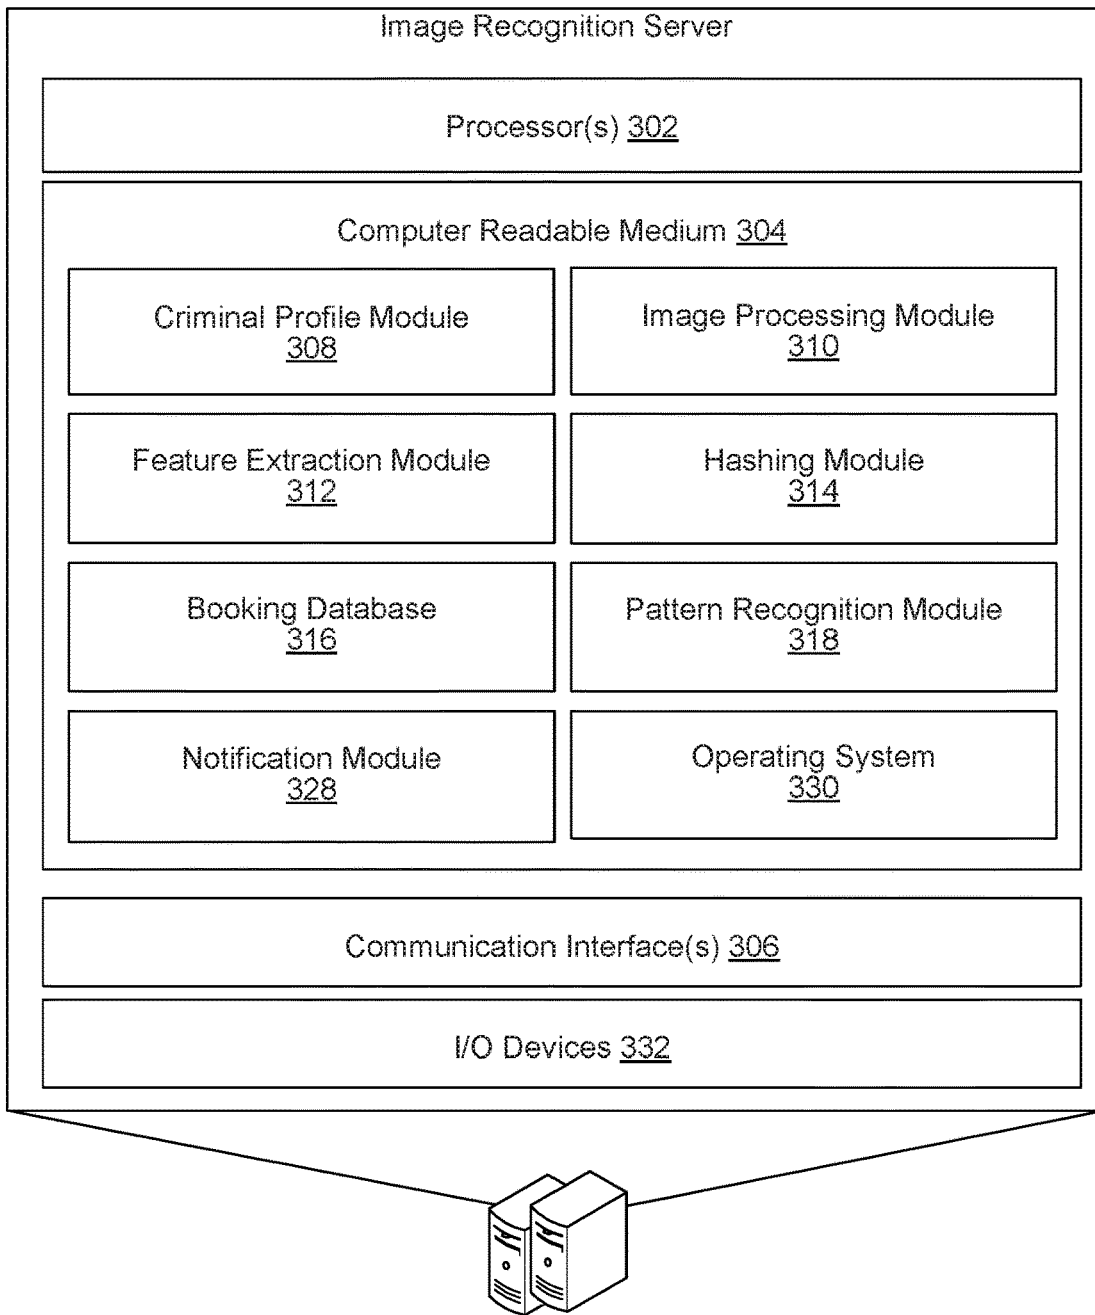 Image Recognition Server
Processor(s) 302
Computer Readable Medium 304
Criminal Profile Module
308
Image Processing Module
310
Feature Extraction Module
312
Hashing Module
314
Booking Database
316
Pattern Recognition Module
318
Notification Module
328
Operating System
330
Communication Interface(s) 306
I/O Devices 332